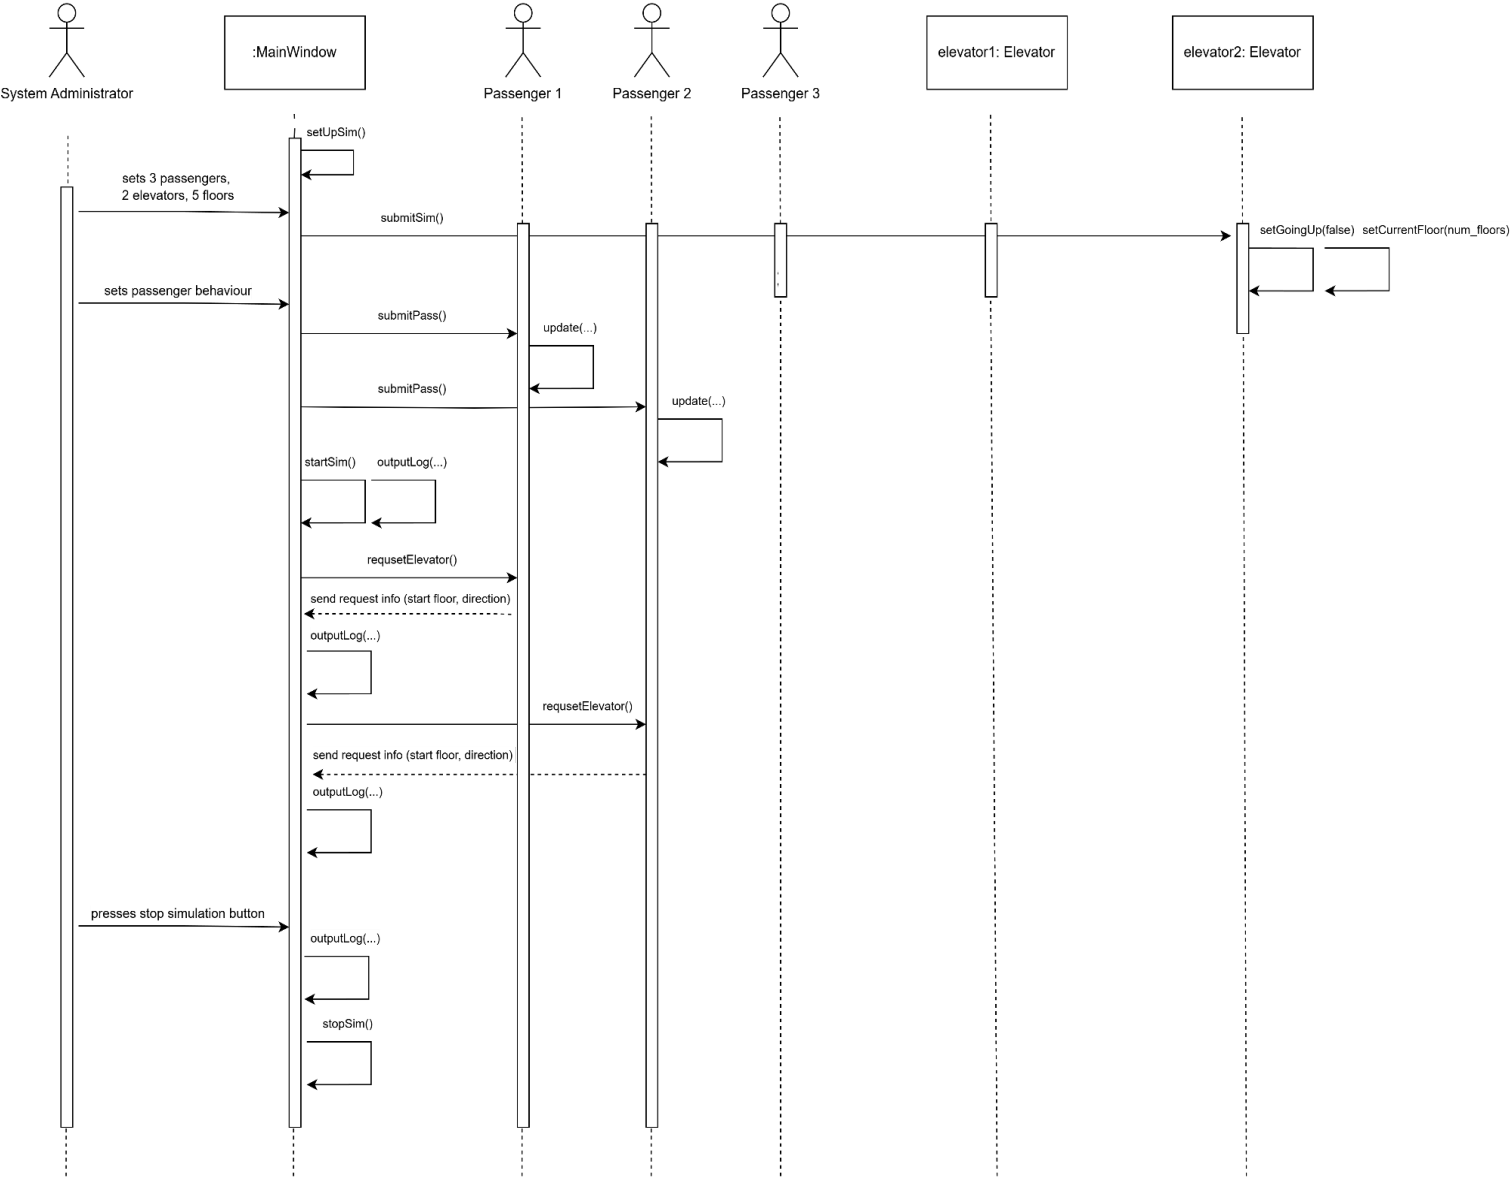 System Administrator
:MainWindow
Passenger 1
Passenger 2
Passenger 3
elevator1: Elevator
elevator2: Elevator
setUpSim()
sets 3 passengers,
2 elevators, 5 floors
submitSim()
setGoingUp(false)
setCurrentFloor(num_floors)
sets passenger behaviour
submitPass()
update(...)
submitPass()
update(...)
startSim()
outputLog(...)
requsetElevator()
send request info (start floor, direction)
outputLog(...)
requsetElevator()
send request info (start floor, direction)
outputLog(...)
presses stop simulation button
outputLog(...)
stopSim()